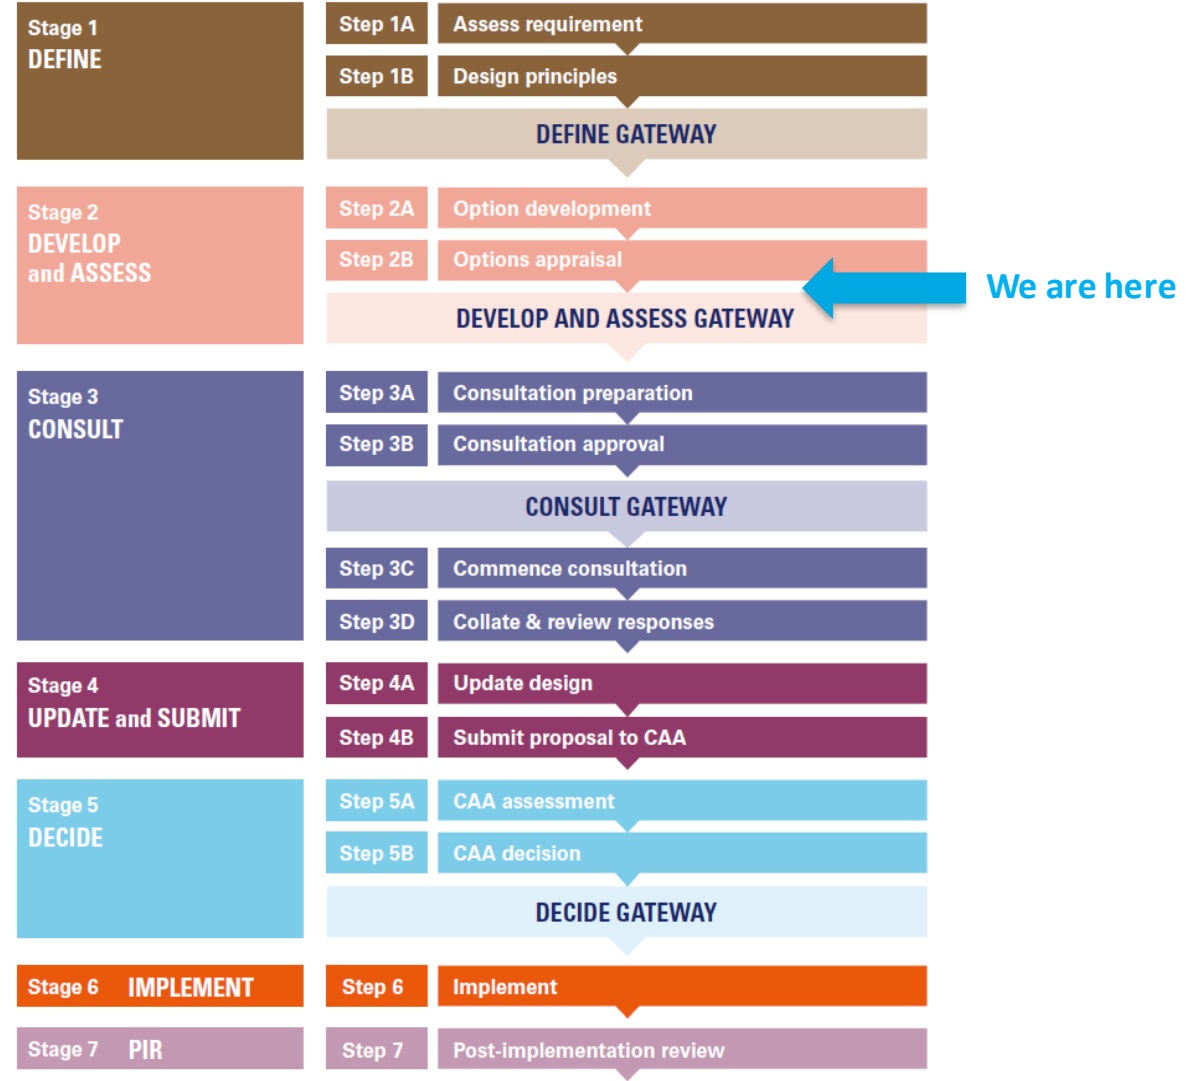 Stage 1
DEFINE
Step 1A Assess requirement
Step 1B Design principles
DEFINE GATEWAY
Stage 2
DEVELOP
and ASSESS
Step 2A Option development
Step 2B Options appraisal
We are here
DEVELOP AND ASSESS GATEWAY
Stage 3
CONSULT
Step 3A Consultation preparation
Step 3B Consultation approval
CONSULT GATEWAY
Step 3C Commence consultation
Step 3D Collate & review responses
Stage 4
UPDATE and SUBMIT
Step 4A Update design
Step 4B Submit proposal to CAA
Stage 5
DECIDE
Step 5A CAA assessment
Step 5B CAA decision
DECIDE GATEWAY
Stage 6 IMPLEMENT
Step 6 Implement
Stage 7 PIR
Step 7 Post-implementation review